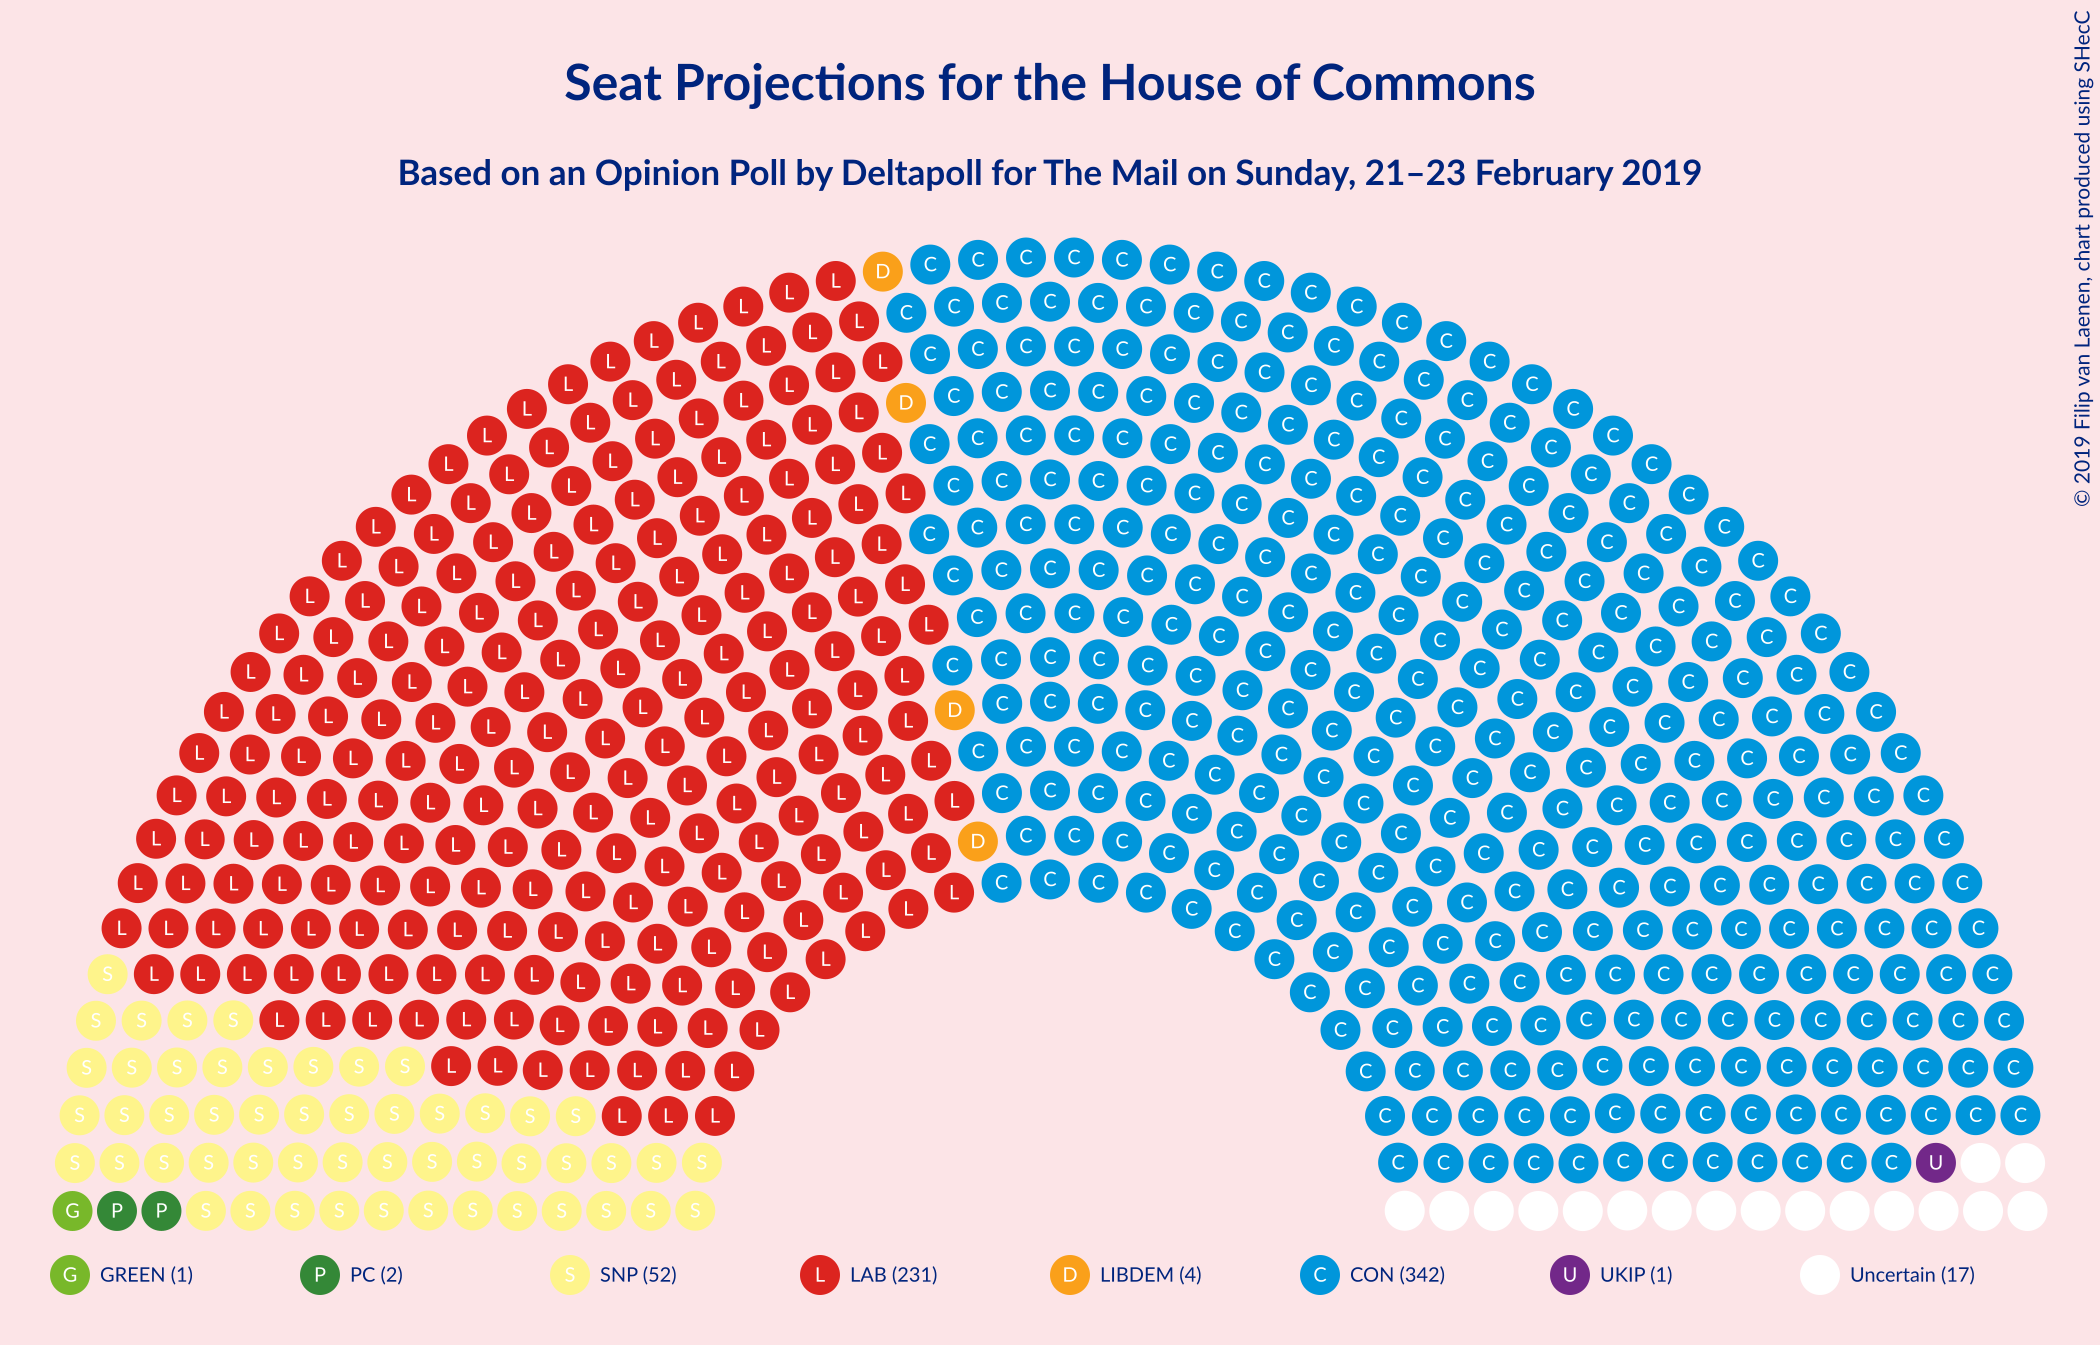 Seat Projections for the House of Commons
Based on an Opinion Poll by Deltapoll for The Mail on Sunday, 21–23 February 2019
© 2019 Filip van Laenen, chart produced using SHecC
G GREEN (1) P PC (2) S SNP (52) L LAB (231) D LIBDEM (4) C CON (342) U UKIP (1) Uncertain (17)